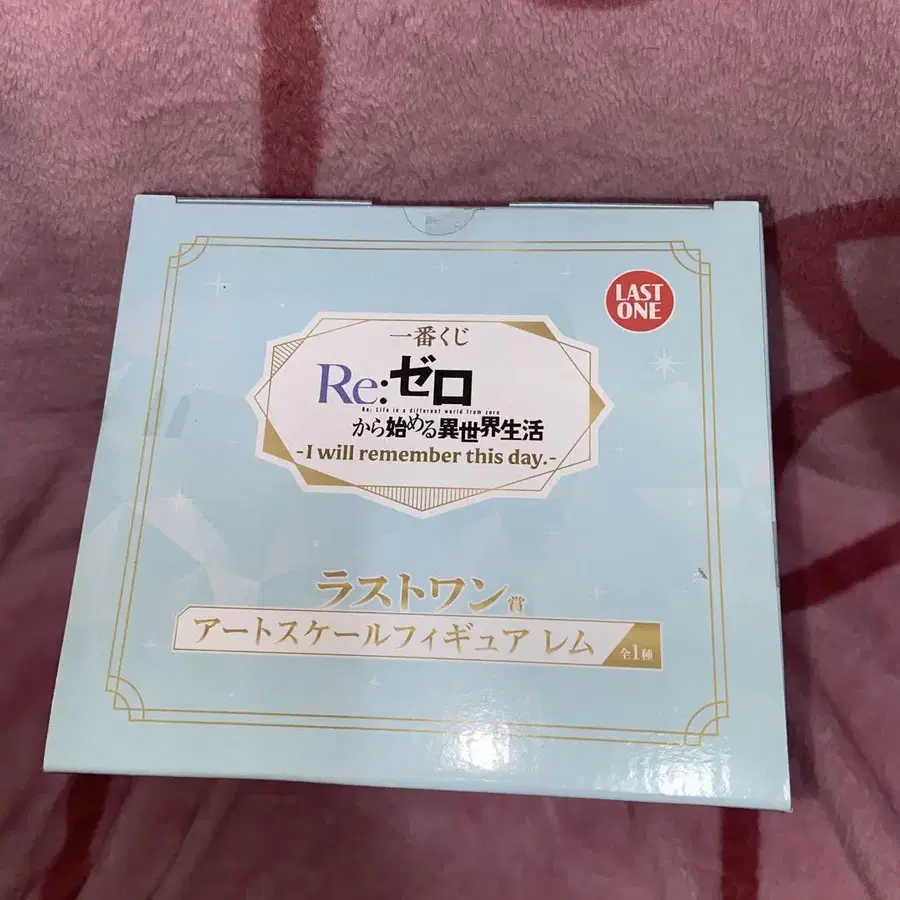 LAST
ONE
一番くじ
Re:ゼロ
Re: Life in a different world from zero
から始める異世界生活
-I will remember this day.-
ラストワン賞
アートスケールフィギュア レム
全1種